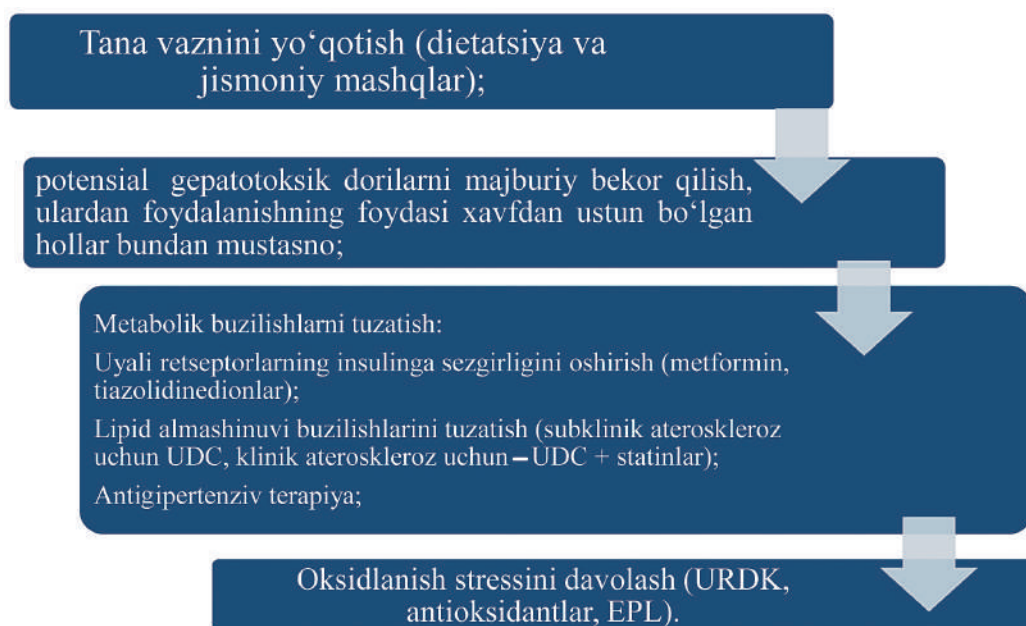 Tana vaznini yo‘qotish (dietatsiya va
jismoniy mashqlar);
potensial gepatotoksik dorilarni majburiy bekor qilish,
ulardan foydalanishning foydasi xavfdan ustun bo‘lgan
hollar bundan mustasno;
Metabolik buzilishlarni tuzatish:
Uyali retseptorlarning insulinga sezgirligini oshirish (metformin,
tiazolidinedionlar);
Lipid almashinuvi buzilishlarini tuzatish (subklinik ateroskleroz
uchun UDC, klinik ateroskleroz uchun – UDC + statinlar);
Antigipertenziv terapiya;
Oksidlanish stressini davolash (URDK,
antioksidantlar, EPL).